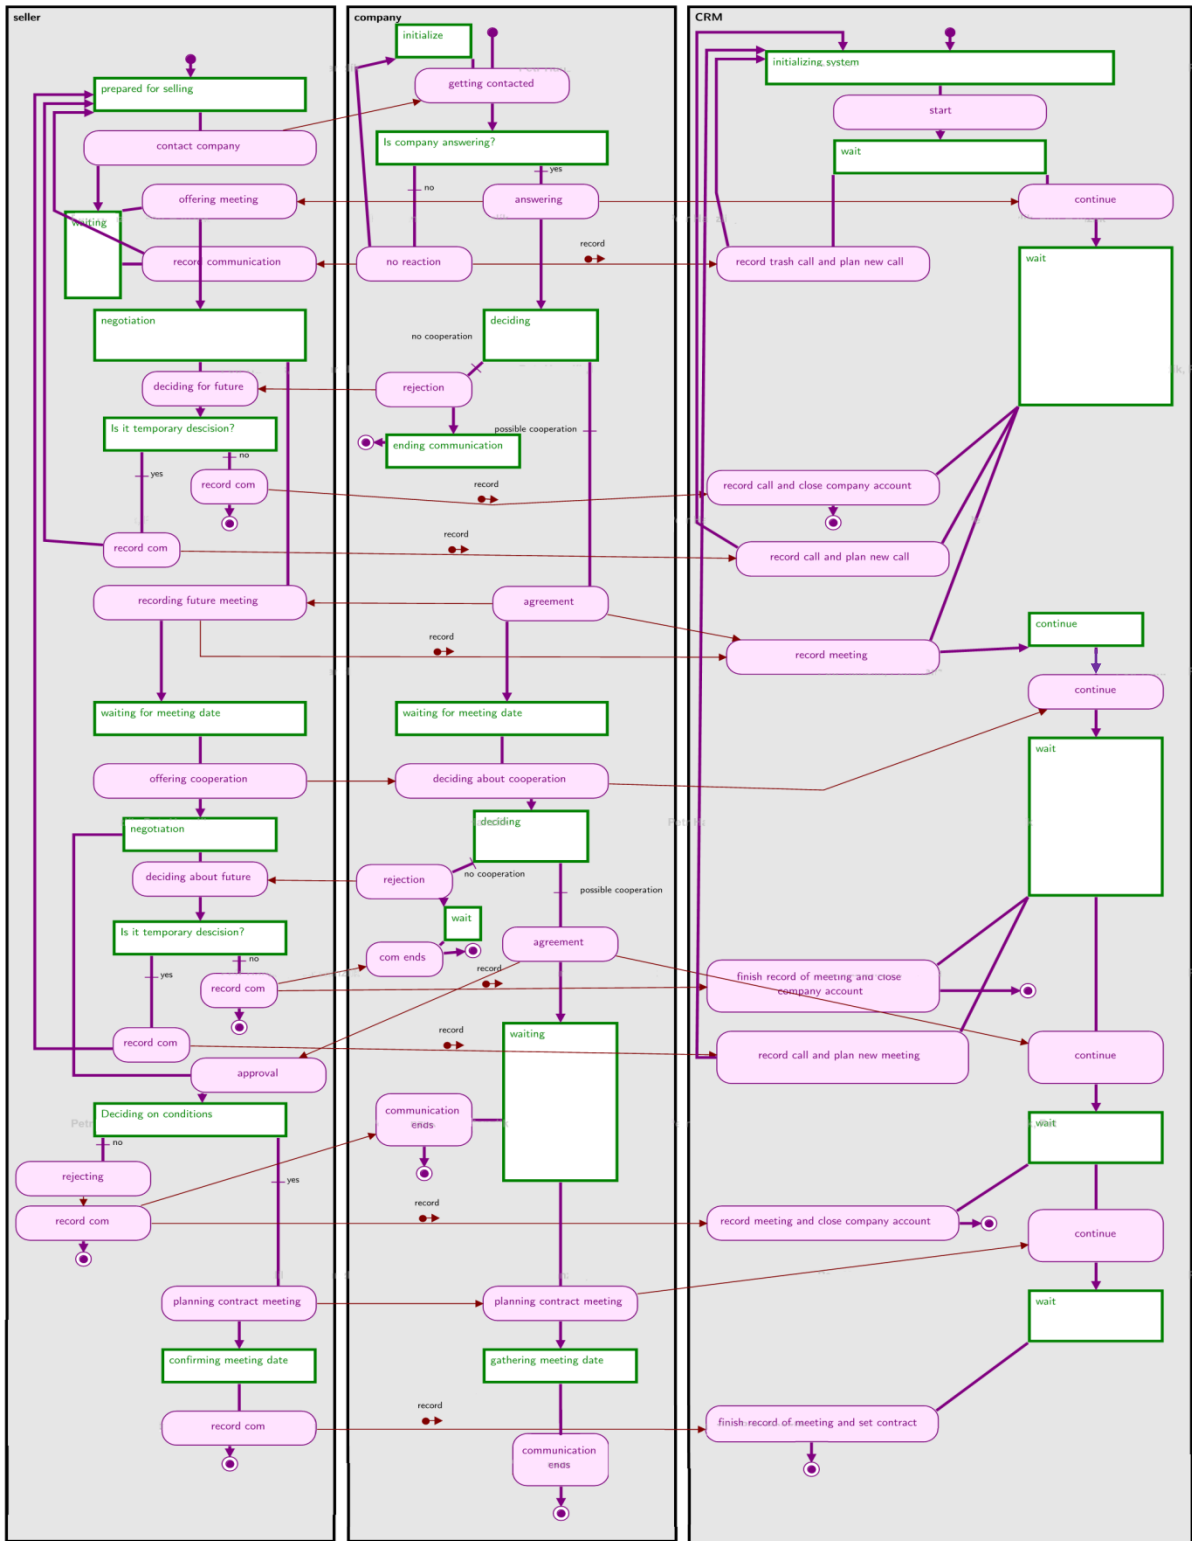 seller
prepared for selling
contact company
offering meeting
waiting
record communication
negotiation
deciding for future
Is it temporary descision?
no
yes
record com
record com
recording future meeting
waiting for meeting date
offering cooperation
negotiation
deciding about future
Is it temporary descision?
no
yes
record com
record com
approval
Deciding on conditions
no
rejecting
yes
record com
planning contract meeting
confirming meeting date
record com
company
initialize
getting contacted
Is company answering?
yes
no
answering
record
no reaction
deciding
no cooperation
rejection
possible cooperation
ending communication
record
record
agreement
record
waiting for meeting date
deciding about cooperation
deciding
no cooperation
rejection
possible cooperation
wait
agreement
com ends
record
waiting
record
communication
ends
record
planning contract meeting
gathering meeting date
record
communication
ends
CRM
initializing system
start
wait
continue
record trash call and plan new call
wait
record call and close company account
record call and plan new call
continue
record meeting
continue
wait
finish record of meeting and close
company account
record call and plan new meeting
continue
wait
record meeting and close company account
continue
wait
finish record of meeting and set contract